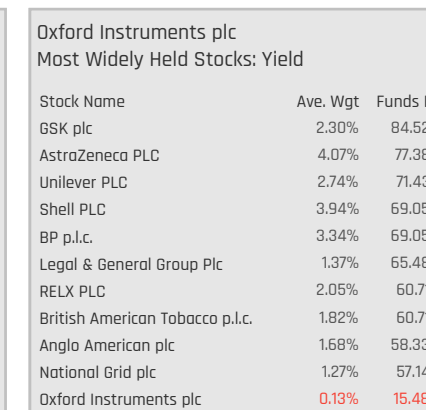 Oxford Instruments plc
Most Widely Held Stocks: Yield
Stock Name Ave. Wgt Funds
GSK plc 2.30% 84.52
AstraZeneca PLC 4.07% 77.38
Unilever PLC 2.74% 71.43
Shell PLC 3.94% 69.05
BP p.l.c. 3.34% 69.05
Legal & General Group Plc 1.37% 65.48
RELX PLC 2.05% 60.71
British American Tobacco p.l.c. 1.82% 60.71
Anglo American plc 1.68% 58.33
National Grid plc 1.27% 57.14
Oxford Instruments plc 0.13% 15.48